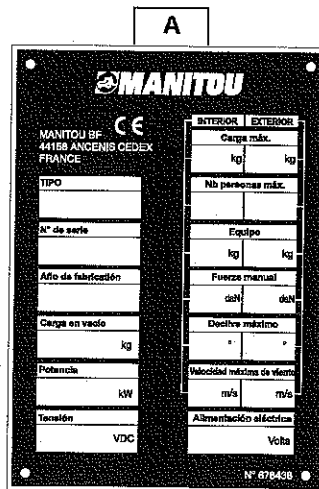 A
MANITOU
CE
MANITOU BF
44158 ANCENIS CEDEX
FRANCE
TIPO
N° de serie
Año de fabricatión
Carga en vacío
kg
Potencia
kW
Tensión
VDC
INTERIOR EXTERIOR
Carga máx.
kg kg
Nb personas máx.
Equipo
kg kg
Fuerza manual
daN daN
Declive máximo
° °
Velocidad máxima de viento
m/s m/s
Alimentación eléctrica
Volts
N° 678438